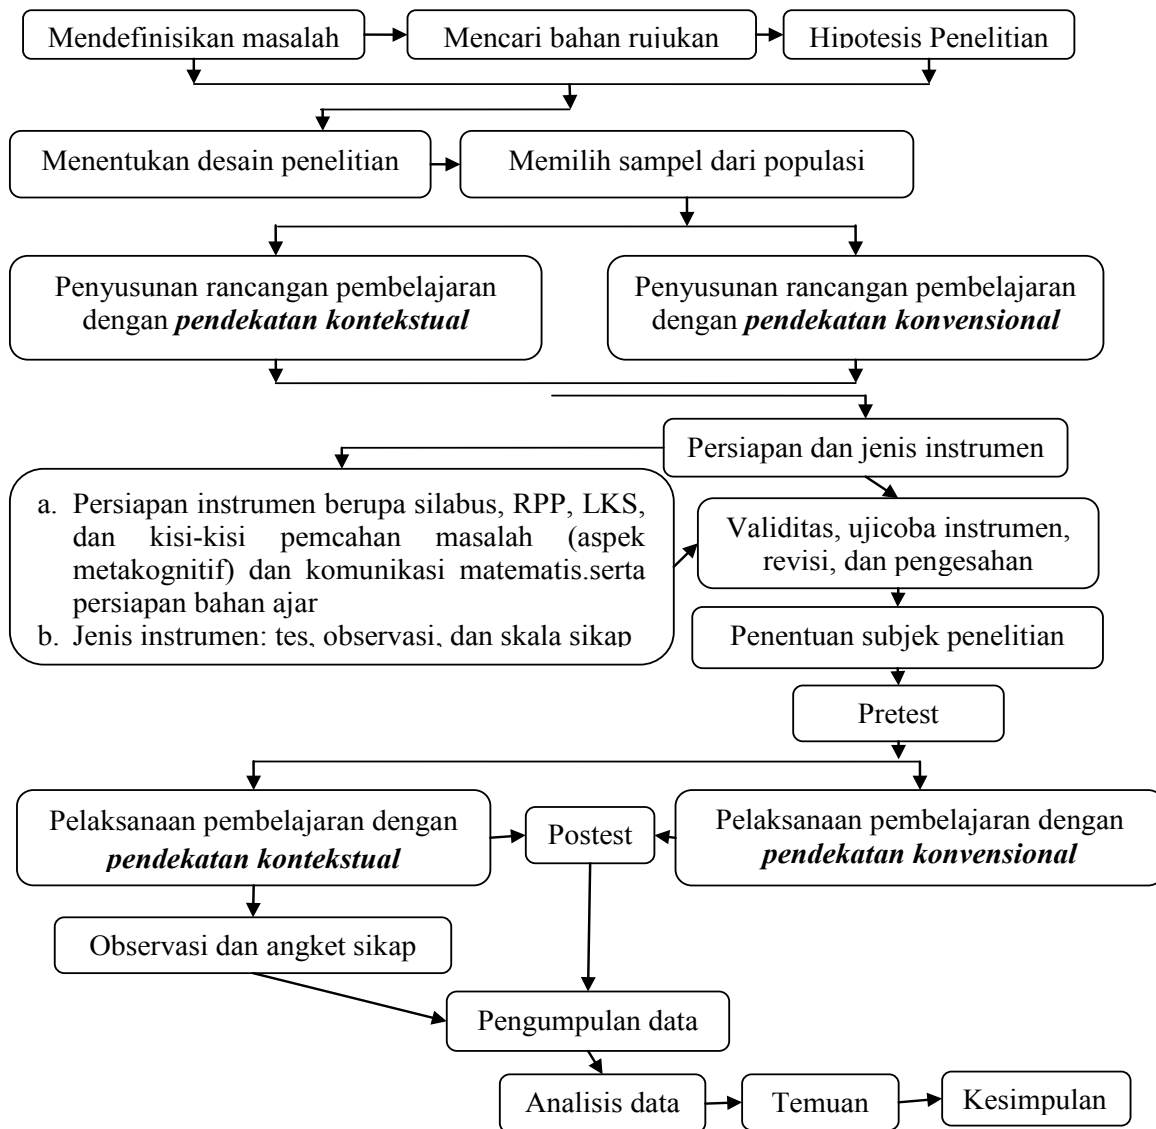 Mendefinisikan masalah
Mencari bahan rujukan
Hipotesis Penelitian
Menentukan desain penelitian
Memilih sampel dari populasi
Penyusunan rancangan pembelajaran
dengan pendekatan kontekstual
Penyusunan rancangan pembelajaran
dengan pendekatan konvensional
Persiapan dan jenis instrumen
a. Persiapan instrumen berupa silabus, RPP, LKS,
dan kisi-kisi pemcahan masalah (aspek
metakognitif) dan komunikasi matematis.serta
persiapan bahan ajar
b. Jenis instrumen: tes, observasi, dan skala sikap
Validitas, ujicoba instrumen,
revisi, dan pengesahan
Penentuan subjek penelitian
Pretest
Pelaksanaan pembelajaran dengan
pendekatan kontekstual
Postest
Pelaksanaan pembelajaran dengan
pendekatan konvensional
Observasi dan angket sikap
Pengumpulan data
Analisis data
Temuan
Kesimpulan